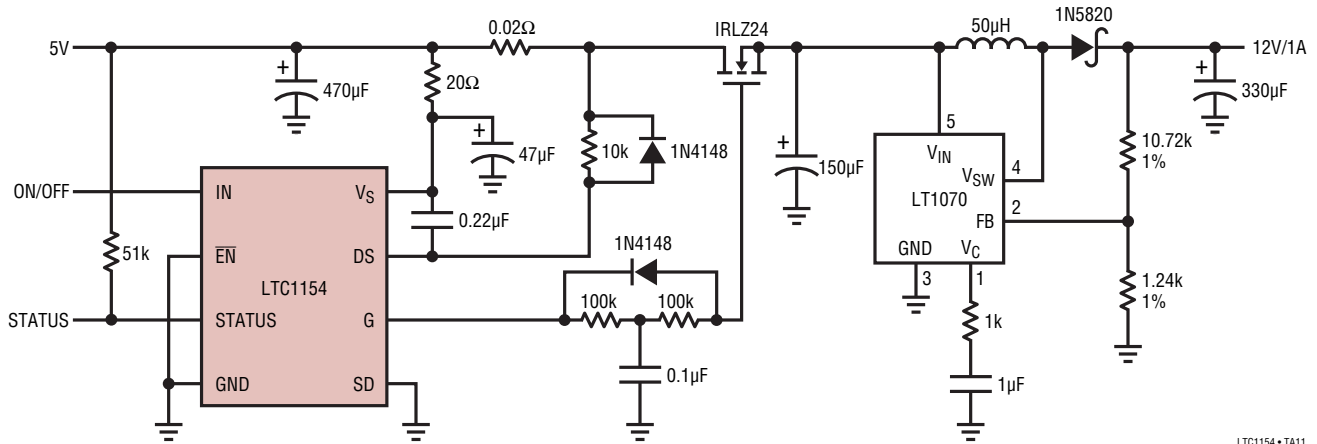 0.02Ω
IRLZ24
50µH
1N5820
5V
12V/1A
+
470µF
20Ω
+
330µF
+
47µF
10k
1N4148
+
150µF
5
VIN
VSW
4
LT1070
FB
2
GND
VC
3
1
10.72k
1%
1.24k
1%
ON/OFF
IN
VS
0.22µF
51k
EN
DS
LTC1154
1N4148
100k
100k
STATUS
STATUS
G
1k
0.1µF
GND
SD
1µF
LTC1154 • TA11